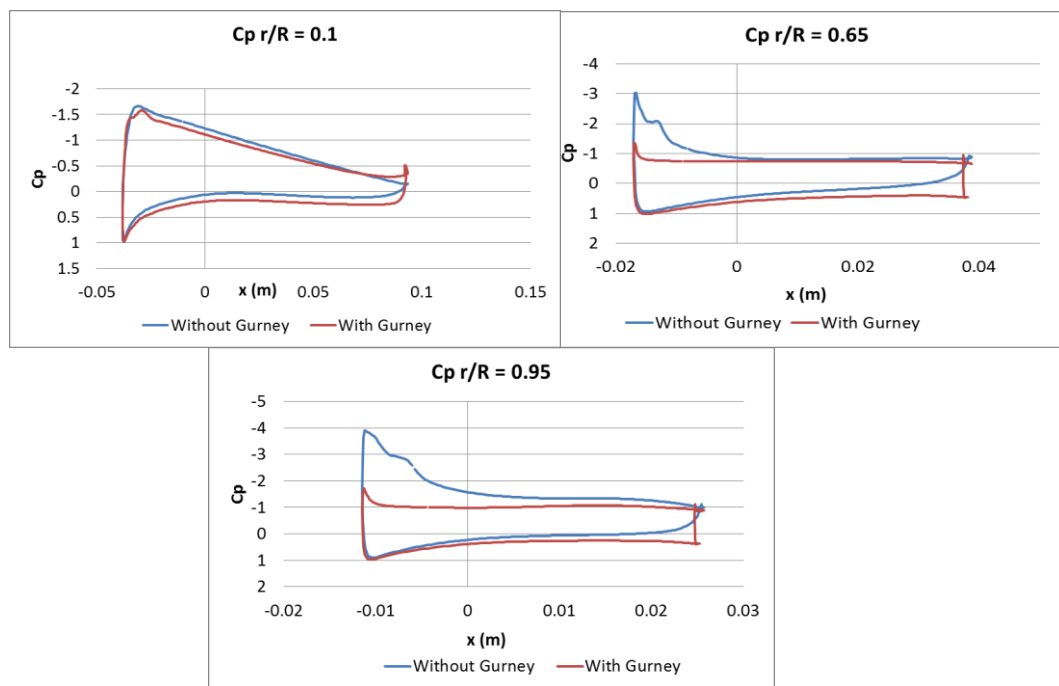 Cp r/R = 0.1
-2
-1.5
-1
-0.5
0
0.5
1
1.5
Cp
-0.05 0 0.05 0.1 0.15
x (m)
Without Gurney With Gurney
Cp r/R = 0.65
-4
-3
-2
-1
0
1
2
Cp
-0.02 0 0.02 0.04
x (m)
Without Gurney With Gurney
Cp r/R = 0.95
-5
-4
-3
-2
-1
0
1
2
Cp
-0.02 -0.01 0 0.01 0.02 0.03
x (m)
Without Gurney With Gurney